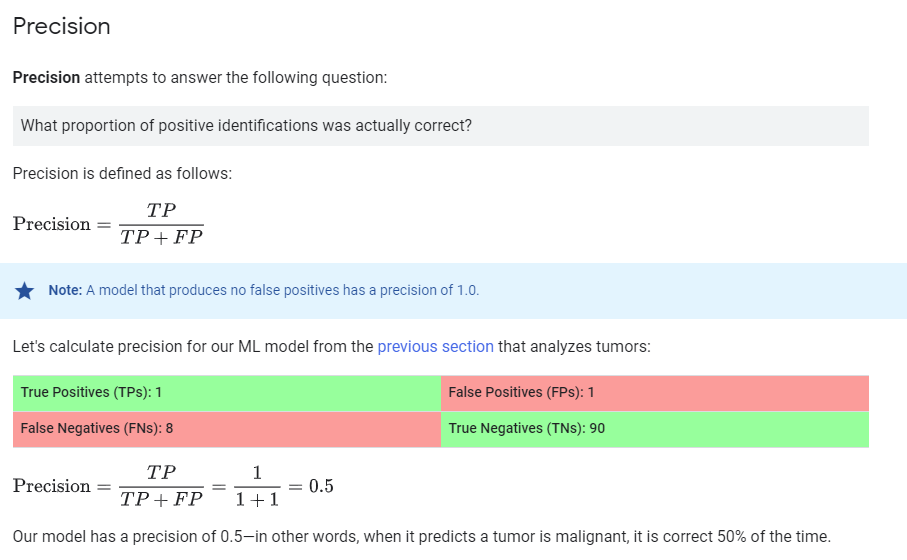 Precision
Precision attempts to answer the following question:
What proportion of positive identifications was actually correct?
Precision is defined as follows:
Precision = TP / TP + FP
Note: A model that produces no false positives has a precision of 1.0.
Let's calculate precision for our ML model from the previous section that analyzes tumors:
True Positives (TPs): 1 False Positives (FPs): 1
False Negatives (FNs): 8 True Negatives (TNs): 90
Precision = TP / TP + FP = 1 / 1 + 1 = 0.5
Our model has a precision of 0.5—in other words, when it predicts a tumor is malignant, it is correct 50% of the time.